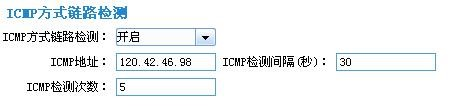 ICMP方式链路检测
ICMP方式链路检测： 开启
ICMP地址： 120.42.46.98 ICMP检测间隔(秒)： 30
ICMP检测次数： 5